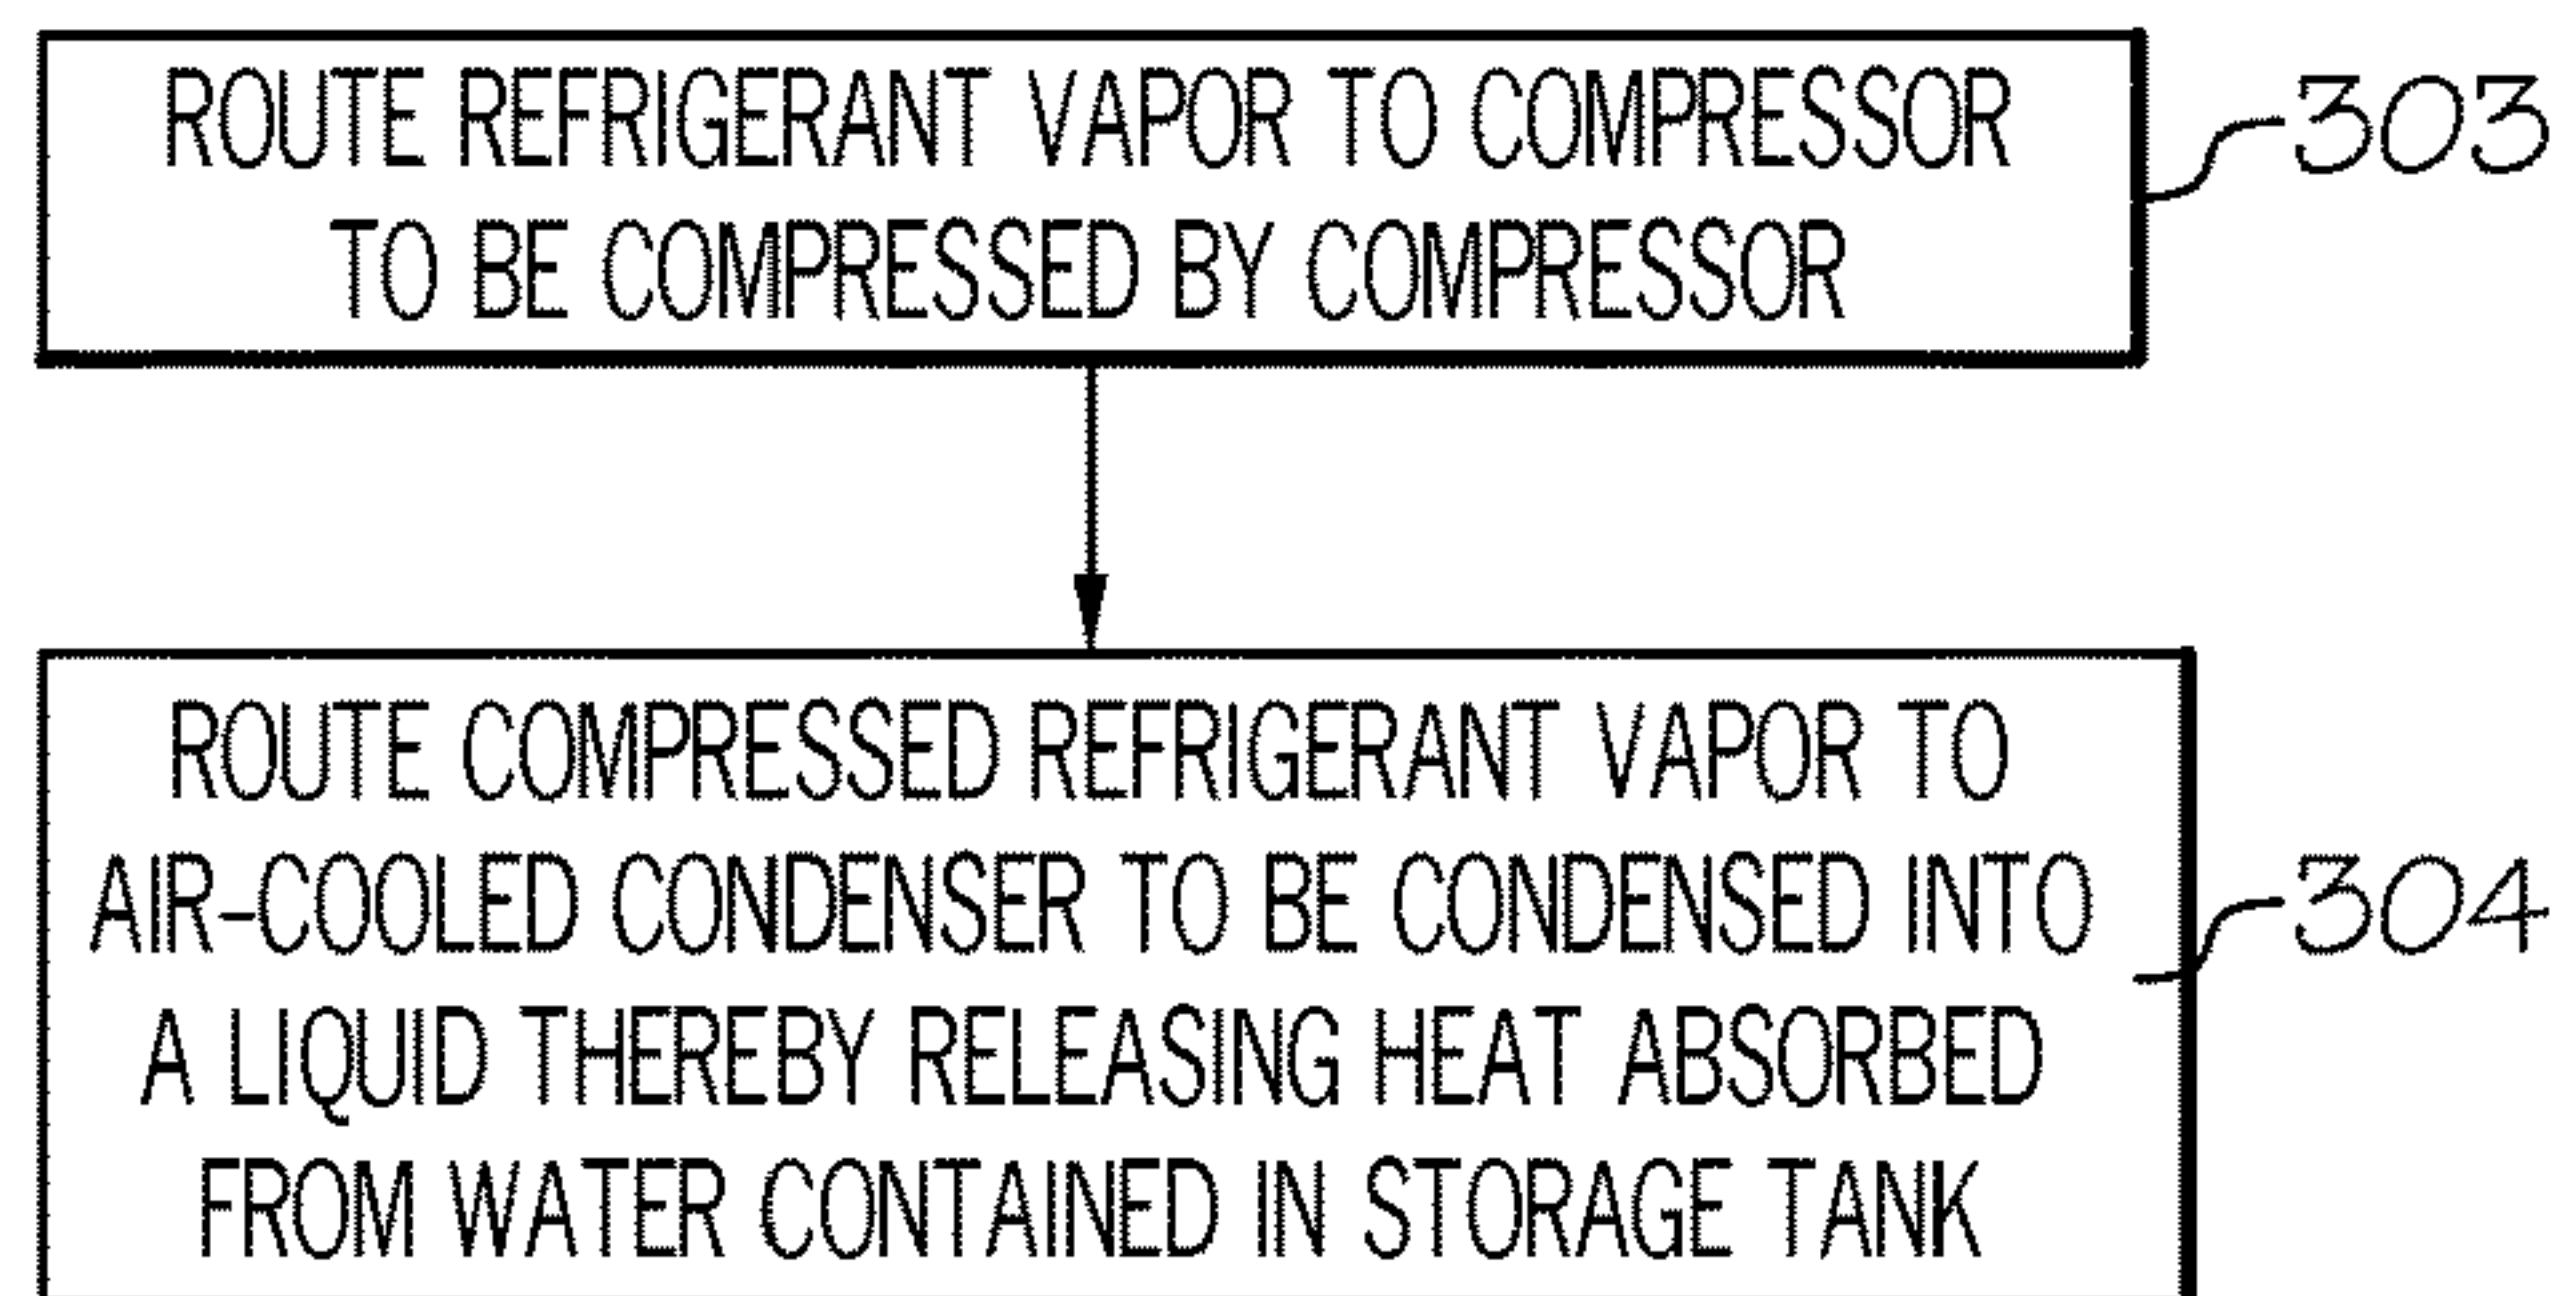 ROUTE REFRIGERANT VAPOR TO COMPRESSOR
TO BE COMPRESSED BY COMPRESSOR
303
ROUTE COMPRESSED REFRIGERANT VAPOR TO
AIR-COOLED CONDENSER TO BE CONDENSED INTO
A LIQUID THEREBY RELEASING HEAT ABSORBED
FROM WATER CONTAINED IN STORAGE TANK
304